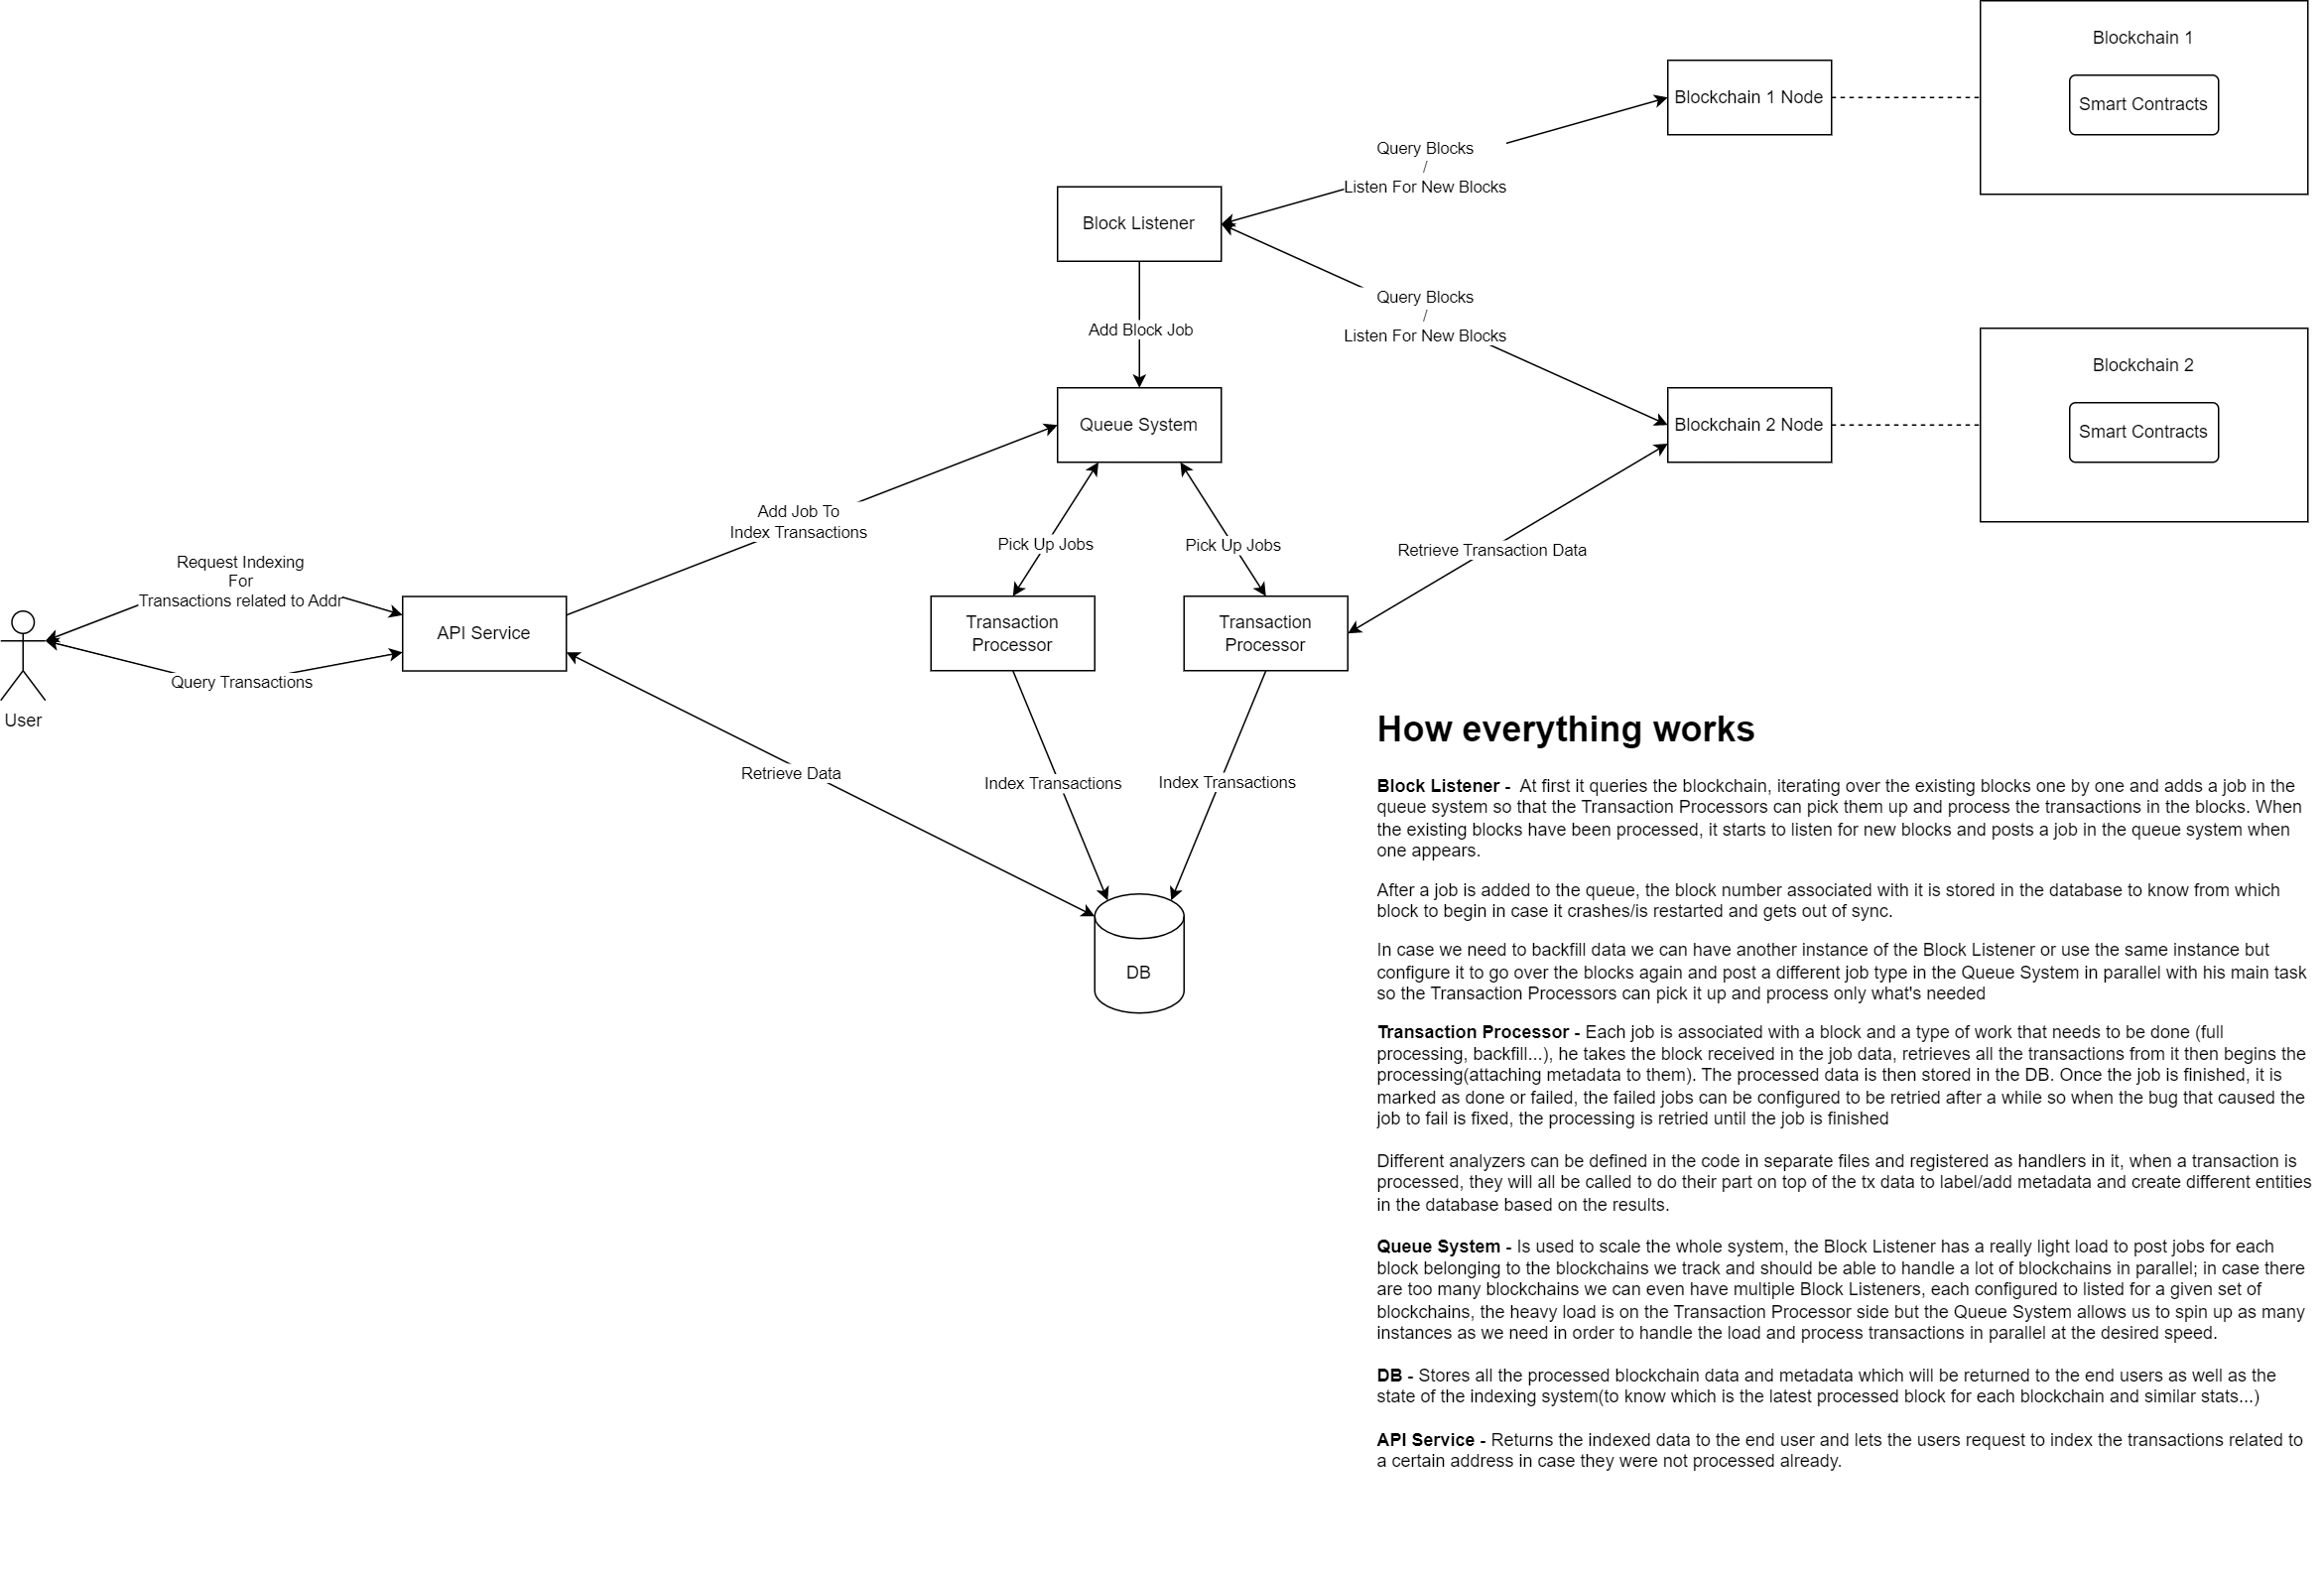 Blockchain 1
Smart Contracts
Blockchain 1 Node
Query Blocks
/
Listen For New Blocks
Block Listener
Query Blocks
/
Listen For New Blocks
Add Block Job
Blockchain 2
Smart Contracts
Blockchain 2 Node
Queue System
Add Job To
Index Transactions
Pick Up Jobs
Pick Up Jobs
Retrieve Transaction Data
Request Indexing
For
Transactions related to Addr
API Service
Transaction
Processor
Transaction
Processor
Query Transactions
User
Retrieve Data
Index Transactions
Index Transactions
DB
How everything works
Block Listener -  At first it queries the blockchain, iterating over the existing blocks one by one and adds a job in the
queue system so that the Transaction Processors can pick them up and process the transactions in the blocks. When
the existing blocks have been processed, it starts to listen for new blocks and posts a job in the queue system when
one appears.
After a job is added to the queue, the block number associated with it is stored in the database to know from which
block to begin in case it crashes/is restarted and gets out of sync.
In case we need to backfill data we can have another instance of the Block Listener or use the same instance but
configure it to go over the blocks again and post a different job type in the Queue System in parallel with his main task
so the Transaction Processors can pick it up and process only what's needed
Transaction Processor - Each job is associated with a block and a type of work that needs to be done (full
processing, backfill...), he takes the block received in the job data, retrieves all the transactions from it then begins the
processing(attaching metadata to them). The processed data is then stored in the DB. Once the job is finished, it is
marked as done or failed, the failed jobs can be configured to be retried after a while so when the bug that caused the
job to fail is fixed, the processing is retried until the job is finished
Different analyzers can be defined in the code in separate files and registered as handlers in it, when a transaction is
processed, they will all be called to do their part on top of the tx data to label/add metadata and create different entities
in the database based on the results.
Queue System - Is used to scale the whole system, the Block Listener has a really light load to post jobs for each
block belonging to the blockchains we track and should be able to handle a lot of blockchains in parallel; in case there
are too many blockchains we can even have multiple Block Listeners, each configured to listed for a given set of
blockchains, the heavy load is on the Transaction Processor side but the Queue System allows us to spin up as many
instances as we need in order to handle the load and process transactions in parallel at the desired speed.
DB - Stores all the processed blockchain data and metadata which will be returned to the end users as well as the
state of the indexing system(to know which is the latest processed block for each blockchain and similar stats...)
API Service - Returns the indexed data to the end user and lets the users request to index the transactions related to
a certain address in case they were not processed already.